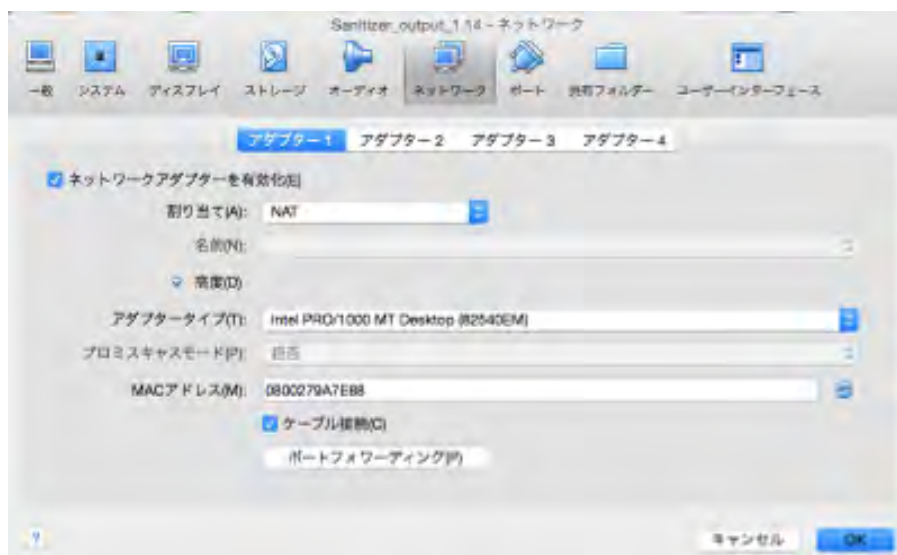 Sanitizer_output_1.14 - ネットワーク
一般 システム ディスプレイ ストレージ オーディオ ネットワーク ポート 共有フォルダー ユーザーインターフェース
アダプター 1 アダプター 2 アダプター 3 アダプター 4
ネットワークアダプターを有効化(E)
割り当て(A): NAT
名前(N):
高度(D)
アダプタータイプ(T): Intel PRO/1000 MT Desktop (82540EM)
プロミスキャスモード(P): 拒否
MACアドレス(M): 0800279A7E88
ケーブル接続(C)
ポートフォワーディング(P)
? キャンセル OK